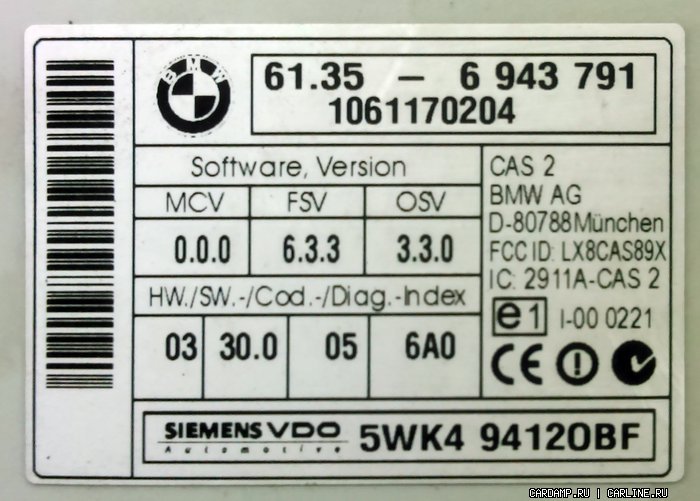 BMW
61.35 - 6 943 791
1061170204
Software, Version
MCV FSV OSV
0.0.0 6.3.3 3.3.0
HW./SW.-/Cod.-/Diag.-Index
03 30.0 05 6A0
CAS 2
BMW AG
D-80788München
FCC ID: LX8CAS89X
IC: 2911A-CAS 2
e1 I-00 0221
CE
SIEMENS VDO
Automotive
5WK4 94120BF
CARDAMP.RU | CARLINE.RU